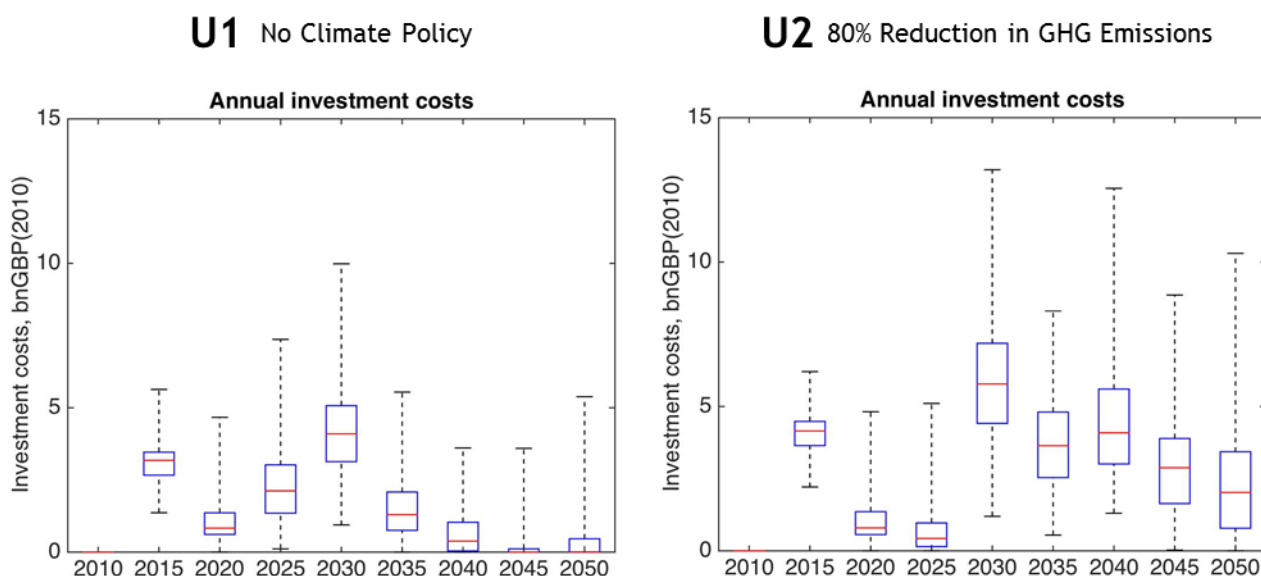 U1 No Climate Policy
Annual investment costs
Investment costs, bnGBP(2010)
15
10
5
0
2010 2015 2020 2025 2030 2035 2040 2045 2050
U2 80% Reduction in GHG Emissions
Annual investment costs
Investment costs, bnGBP(2010)
15
10
5
0
2010 2015 2020 2025 2030 2035 2040 2045 2050